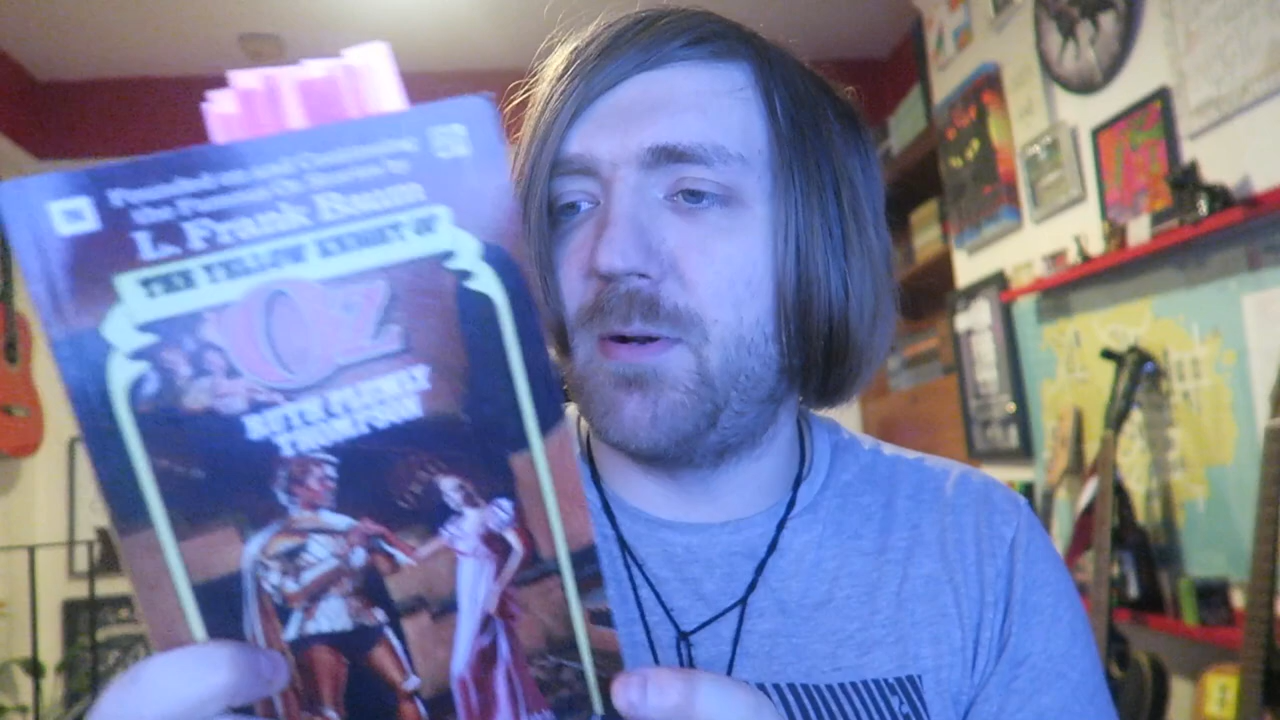 Founded on and Continuing
the Famous Oz Stories by
L. Frank Baum
THE YELLOW KNIGHT OF
OZ
RUTH PLUMLY
THOMPSON